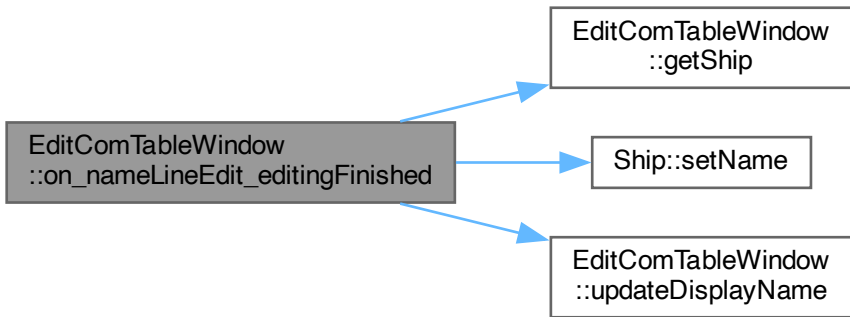 EditComTableWindow
::getShip
EditComTableWindow
::on_nameLineEdit_editingFinished
Ship::setName
EditComTableWindow
::updateDisplayName